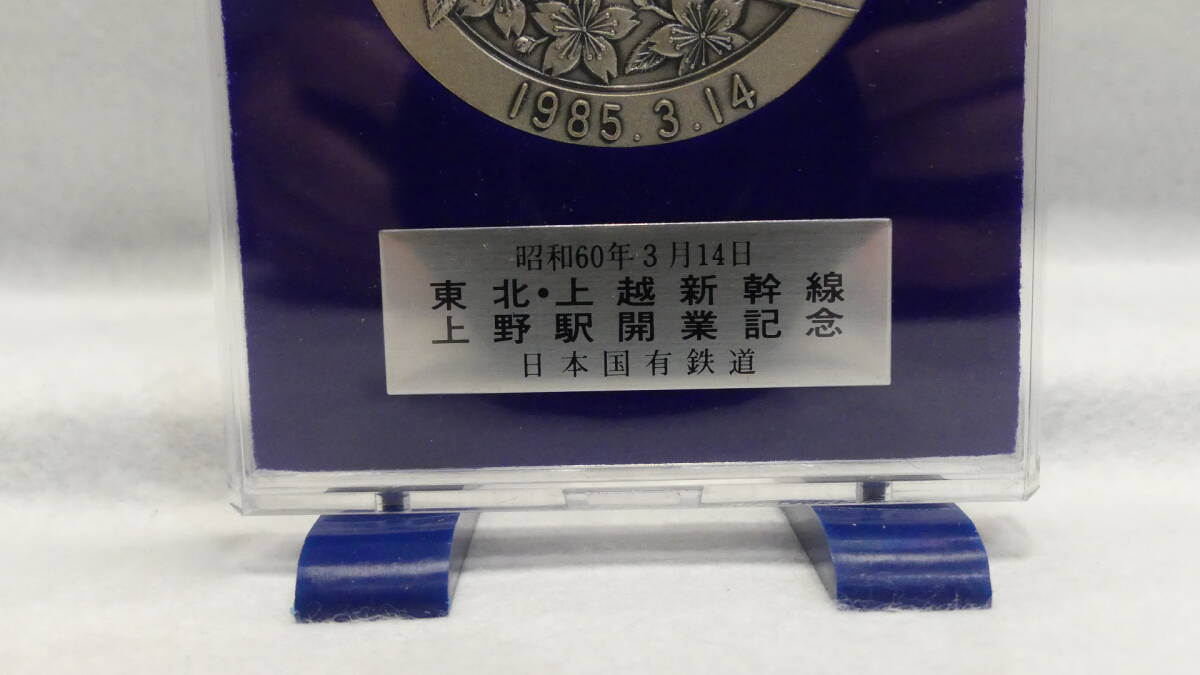 1985.3.14
昭和60年3月14日
東北・上越新幹線
上野駅開業記念
日本国有鉄道